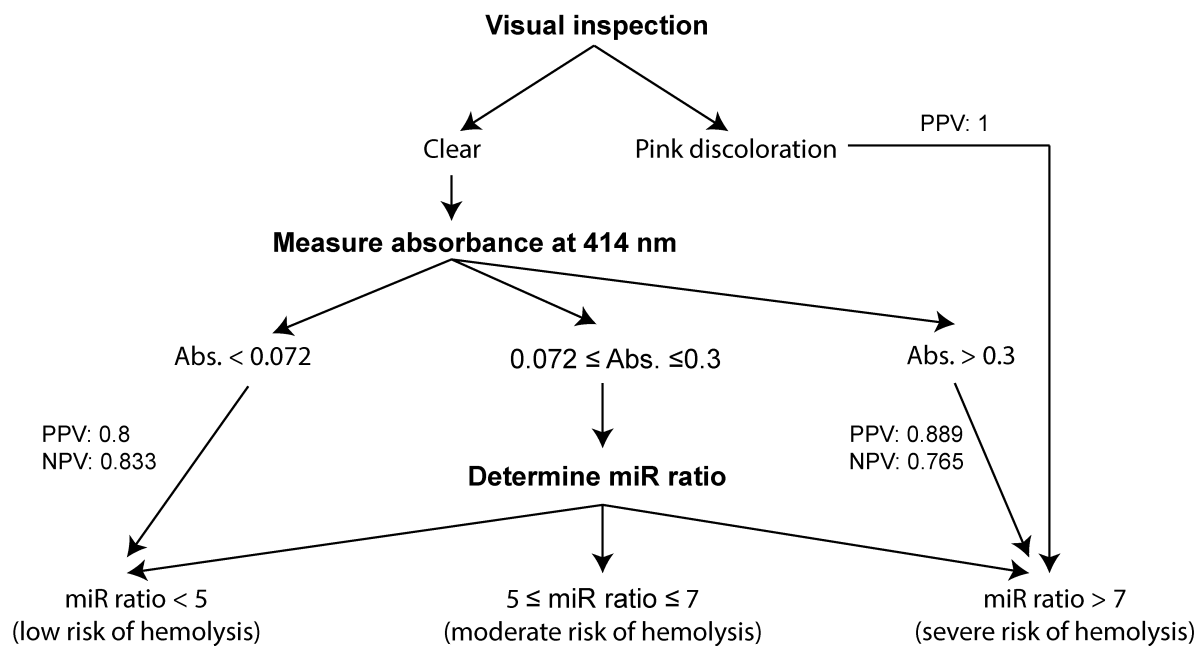 Visual inspection
PPV: 1
Clear
Pink discoloration
Measure absorbance at 414 nm
Abs. < 0.072
0.072 ≤ Abs. ≤0.3
Abs. > 0.3
PPV: 0.8
NPV: 0.833
PPV: 0.889
NPV: 0.765
Determine miR ratio
miR ratio < 5
(low risk of hemolysis)
5 ≤ miR ratio ≤ 7
(moderate risk of hemolysis)
miR ratio > 7
(severe risk of hemolysis)